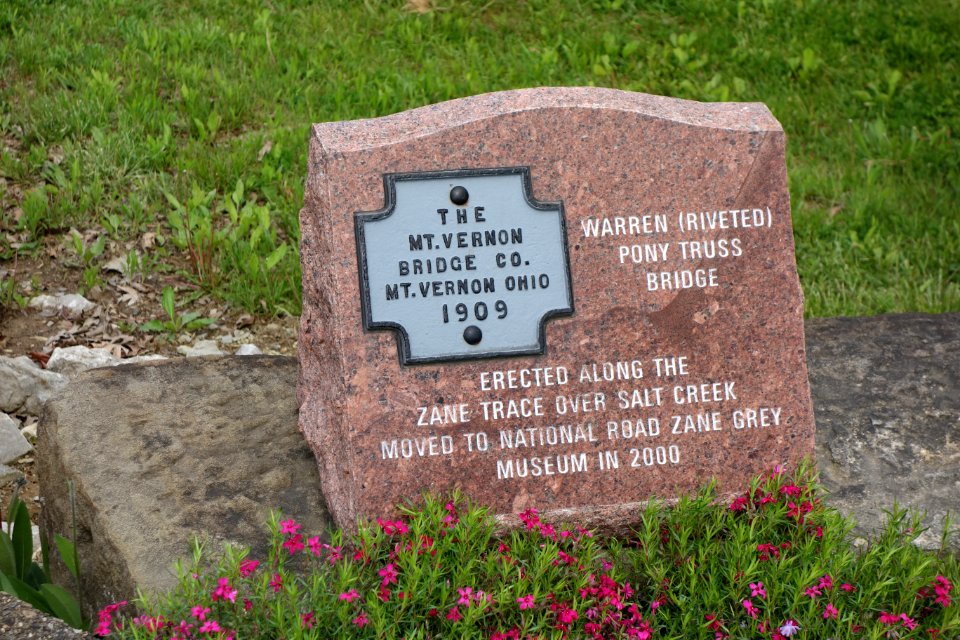 THE
MT. VERNON
BRIDGE CO.
MT. VERNON OHIO
1909
WARREN (RIVETED)
PONY TRUSS
BRIDGE
ERECTED ALONG THE
ZANE TRACE OVER SALT CREEK
MOVED TO NATIONAL ROAD ZANE GREY
MUSEUM IN 2000